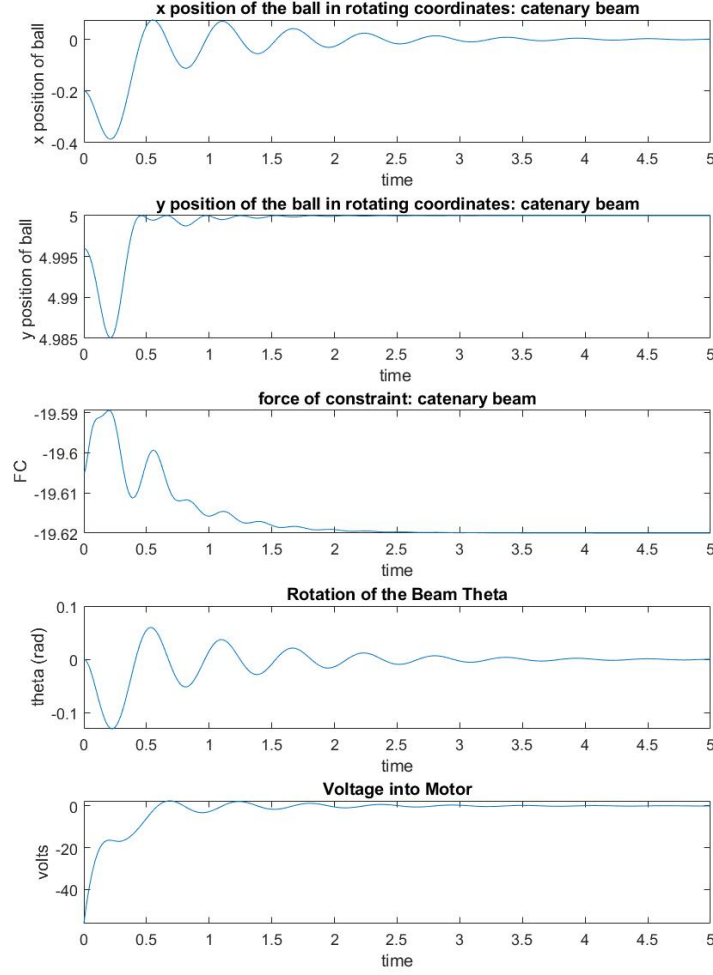 x position of the ball in rotating coordinates: catenary beam
x position of ball
0
-0.2
-0.4
0 0.5 1 1.5 2 2.5 3 3.5 4 4.5 5
time
y position of the ball in rotating coordinates: catenary beam
y position of ball
5
4.995
4.99
4.985
0 0.5 1 1.5 2 2.5 3 3.5 4 4.5 5
time
force of constraint: catenary beam
FC
-19.59
-19.6
-19.61
-19.62
0 0.5 1 1.5 2 2.5 3 3.5 4 4.5 5
time
Rotation of the Beam Theta
theta (rad)
0.1
0
-0.1
0 0.5 1 1.5 2 2.5 3 3.5 4 4.5 5
time
Voltage into Motor
volts
0
-20
-40
0 0.5 1 1.5 2 2.5 3 3.5 4 4.5 5
time